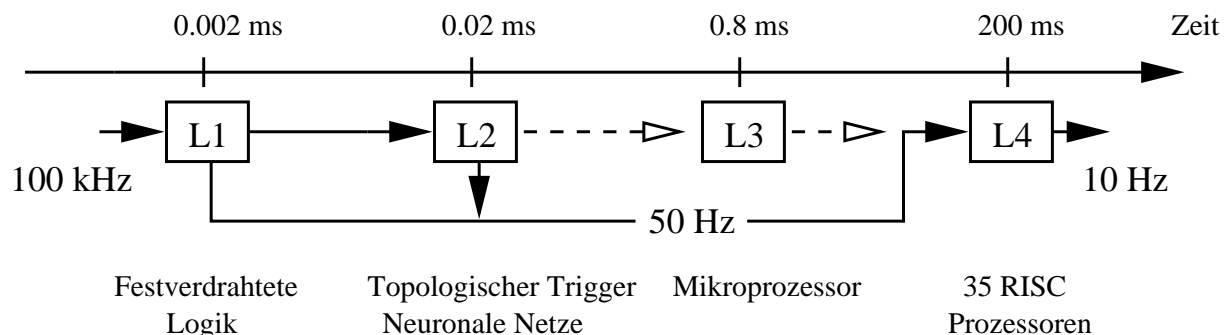 0.002 ms 0.02 ms 0.8 ms 200 ms Zeit
L1 L2 L3 L4
100 kHz 10 Hz
50 Hz
Festverdrahtete Topologischer Trigger Mikroprozessor 35 RISC
Logik Neuronale Netze Prozessoren